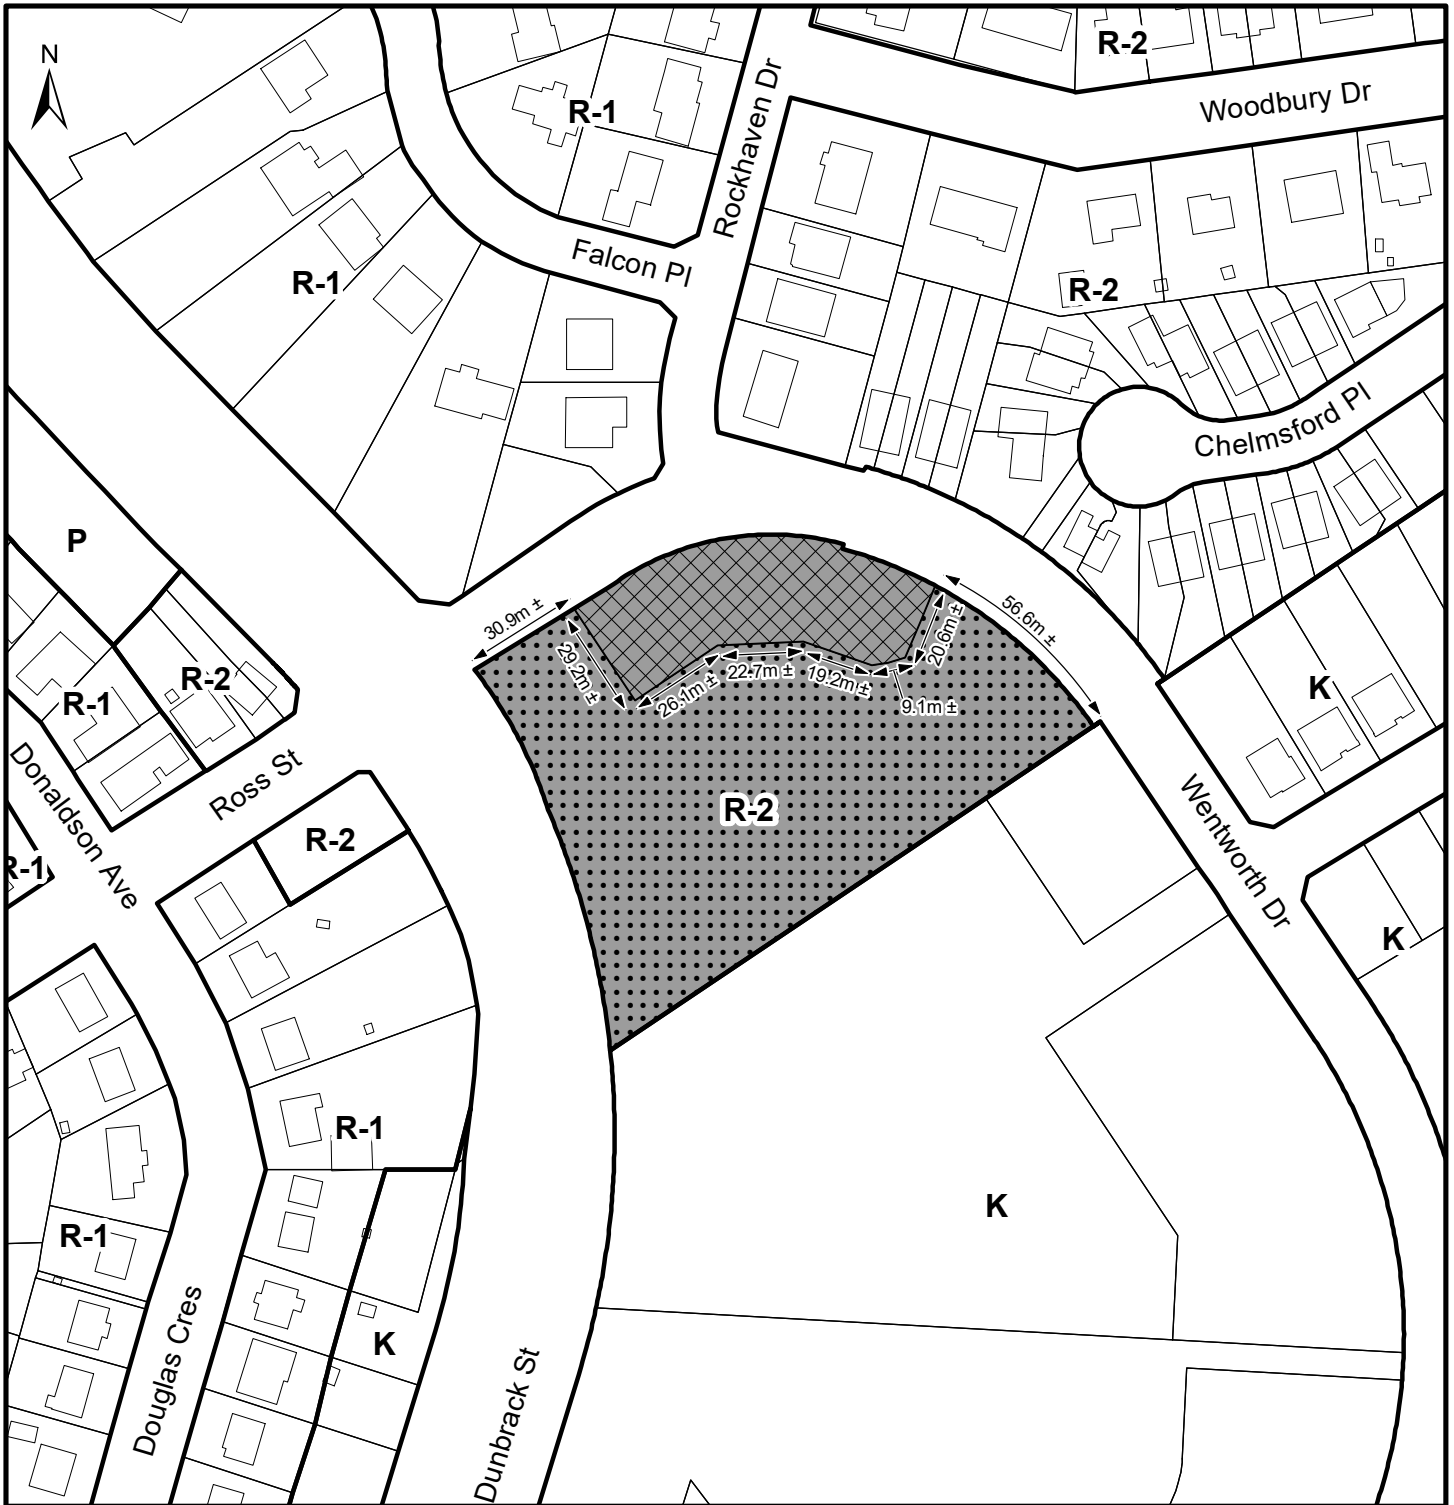 R-2
N
Woodbury Dr
R-1
Rockhaven Dr
Falcon Pl
R-1
R-2
Chelmsford Pl
P
30.9m ±
56.6m ±
20.6m ±
29.2m ±
22.7m ±
19.2m ±
26.1m ±
9.1m ±
R-2
R-1
K
Donaldson Ave
Ross St
R-2
Wentworth Dr
R-2
R-1
K
R-1
K
R-1
Douglas Cres
K
Dunbrack St